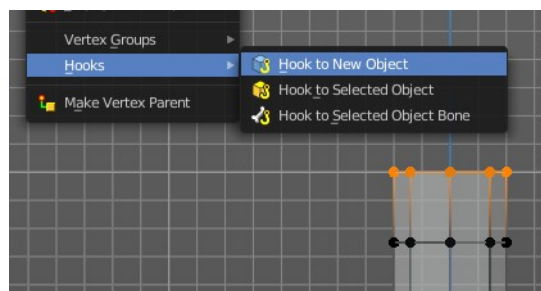 Vertex Groups
Hooks
Hook to New Object
Hook to Selected Object
Make Vertex Parent
Hook to Selected Object Bone